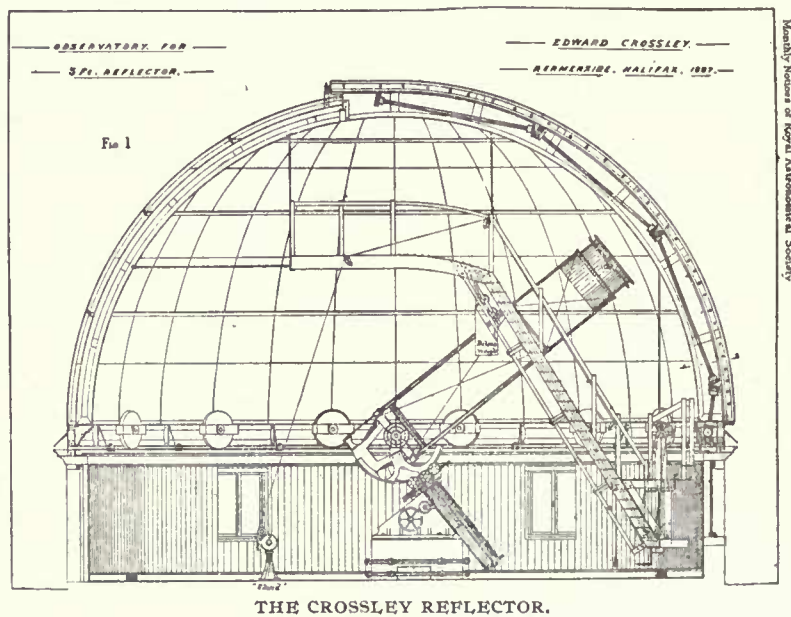 OBSERVATORY FOR
3 Ft. REFLECTOR.
EDWARD CROSSLEY.
BERMERSIDE, HALIFAX, 1887.
Fig 1
Monthly Notices of Royal Astronomical Society
THE CROSSLEY REFLECTOR.